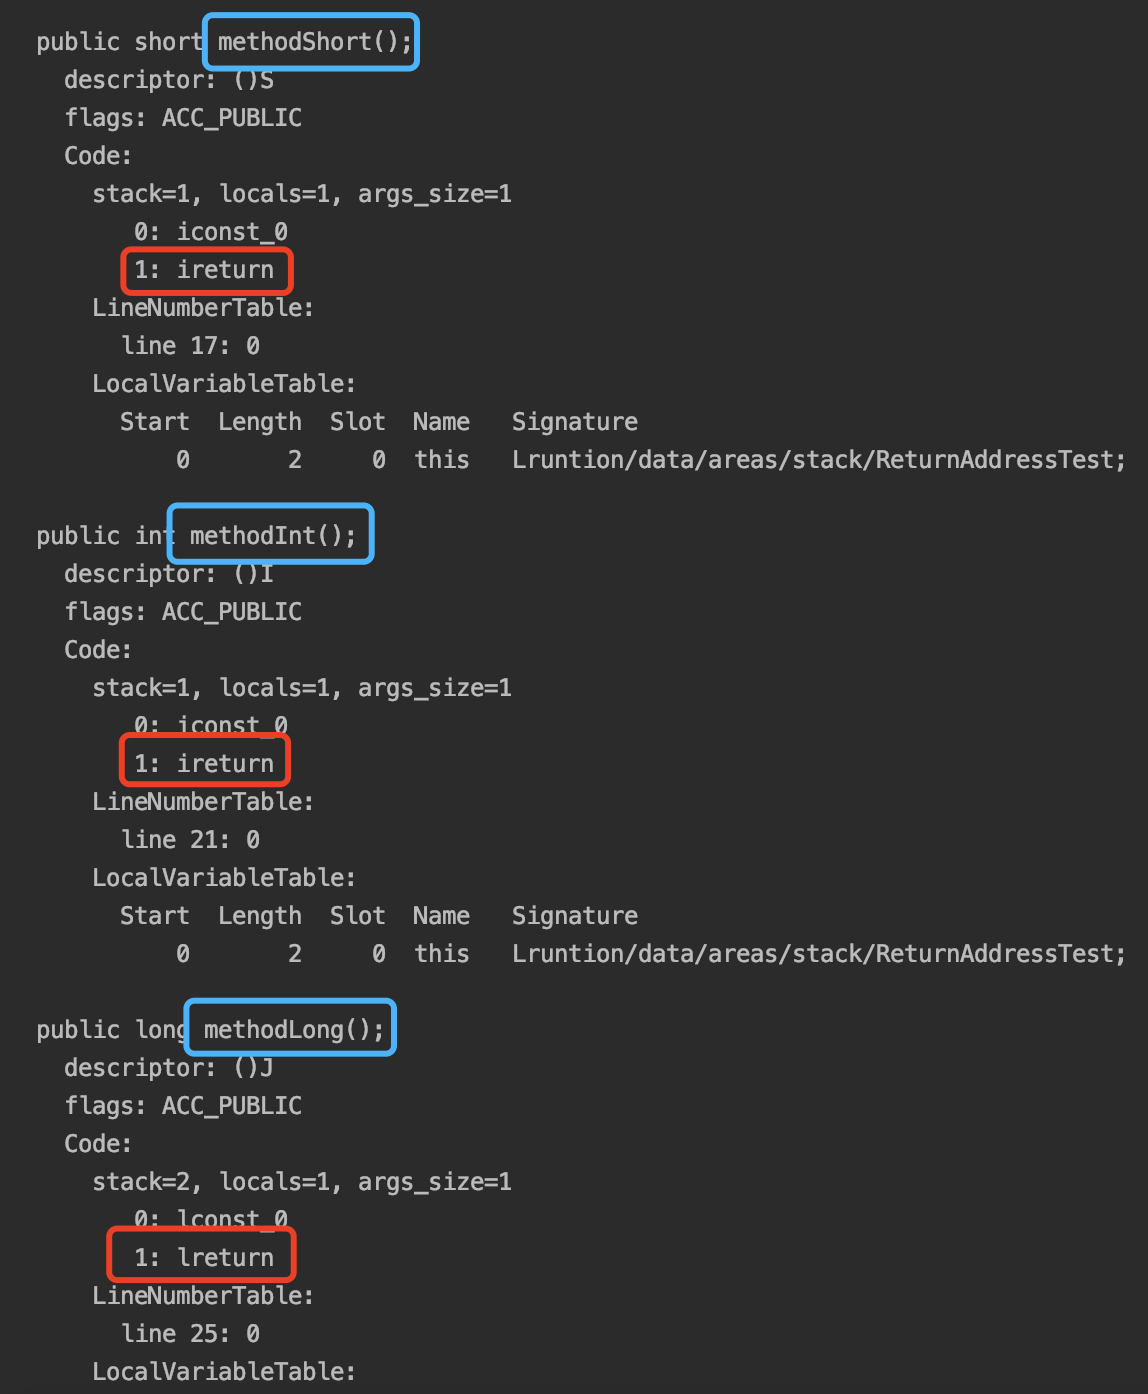 public short methodShort();
descriptor: ()S
flags: ACC_PUBLIC
Code:
stack=1, locals=1, args_size=1
0: iconst_0
1: ireturn
LineNumberTable:
line 17: 0
LocalVariableTable:
Start  Length  Slot  Name   Signature
0       2     0  this   Lruntion/data/areas/stack/ReturnAddressTest;
public int methodInt();
descriptor: ()I
flags: ACC_PUBLIC
Code:
stack=1, locals=1, args_size=1
0: iconst_0
1: ireturn
LineNumberTable:
line 21: 0
LocalVariableTable:
Start  Length  Slot  Name   Signature
0       2     0  this   Lruntion/data/areas/stack/ReturnAddressTest;
public long methodLong();
descriptor: ()J
flags: ACC_PUBLIC
Code:
stack=2, locals=1, args_size=1
0: lconst_0
1: lreturn
LineNumberTable:
line 25: 0
LocalVariableTable: